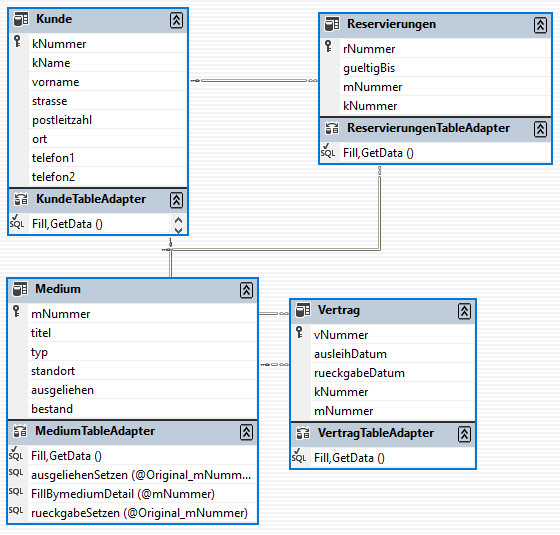 Kunde
kNummer
kName
vorname
strasse
postleitzahl
ort
telefon1
telefon2
KundeTableAdapter
SQL Fill,GetData ()
Reservierungen
rNummer
gueltigBis
mNummer
kNummer
ReservierungenTableAdapter
SQL Fill,GetData ()
Medium
mNummer
titel
typ
standort
ausgeliehen
bestand
MediumTableAdapter
SQL Fill,GetData ()
SQL ausgeliehenSetzen (@Original_mNumm...
SQL FillBymediumDetail (@mNummer)
SQL rueckgabeSetzen (@Original_mNummer)
Vertrag
vNummer
ausleihDatum
rueckgabeDatum
kNummer
mNummer
VertragTableAdapter
SQL Fill,GetData ()